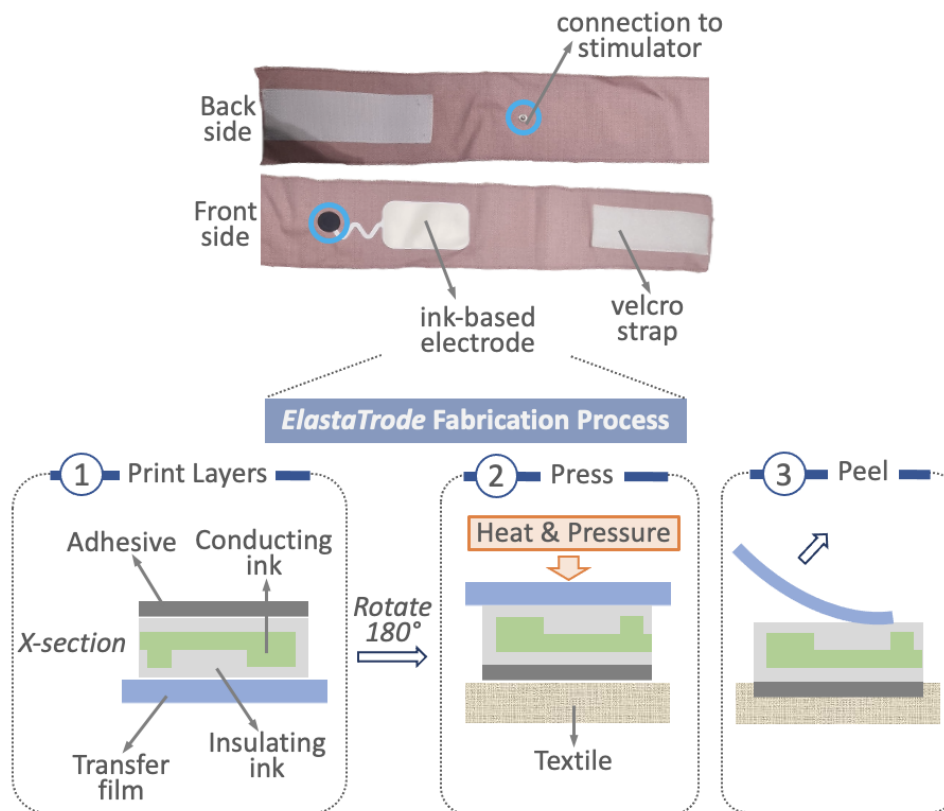 connection to
stimulator
Back
side
Front
side
ink-based
electrode
velcro
strap
ElastaTrode Fabrication Process
1 Print Layers
2 Press
3 Peel
Adhesive
Conducting
ink
Heat & Pressure
X-section
Rotate
180°
Transfer
film
Insulating
ink
Textile